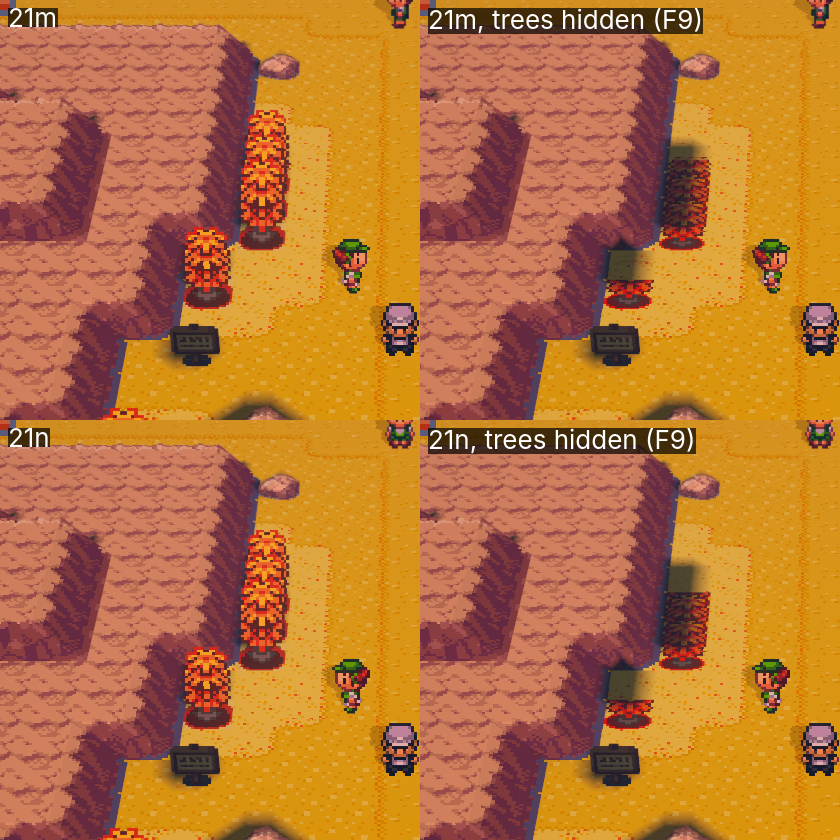 21m
21m, trees hidden (F9)
21n
21n, trees hidden (F9)